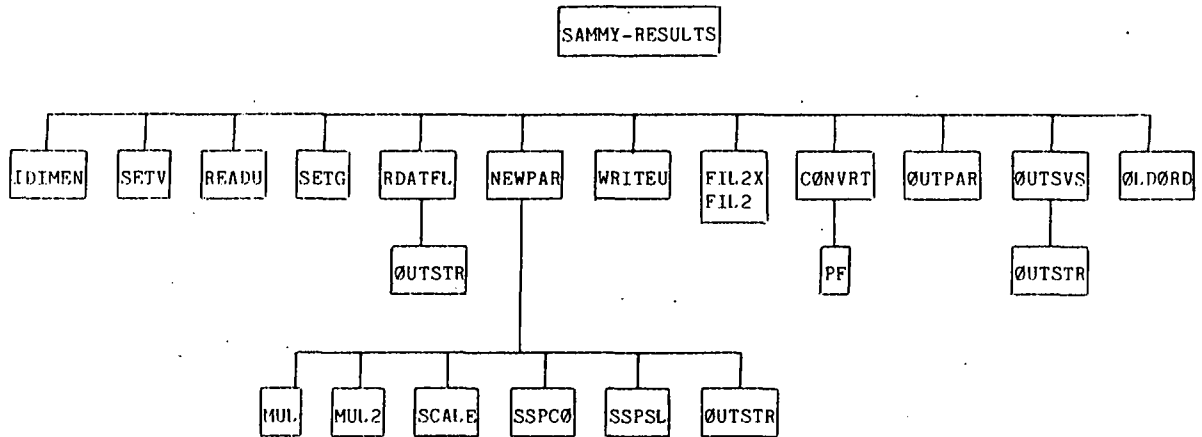 SAMMY-RESULTS
IDIMEN
SETV
READU
SETG
RDATFL
NEWPAR
WRITEU
FIL2X
FIL2
CØNVRT
ØUTPAR
ØUTSVS
ØLDØRD
ØUTSTR
PF
ØUTSTR
MUL
MUL2
SCALE
SSPCØ
SSPSL
ØUTSTR